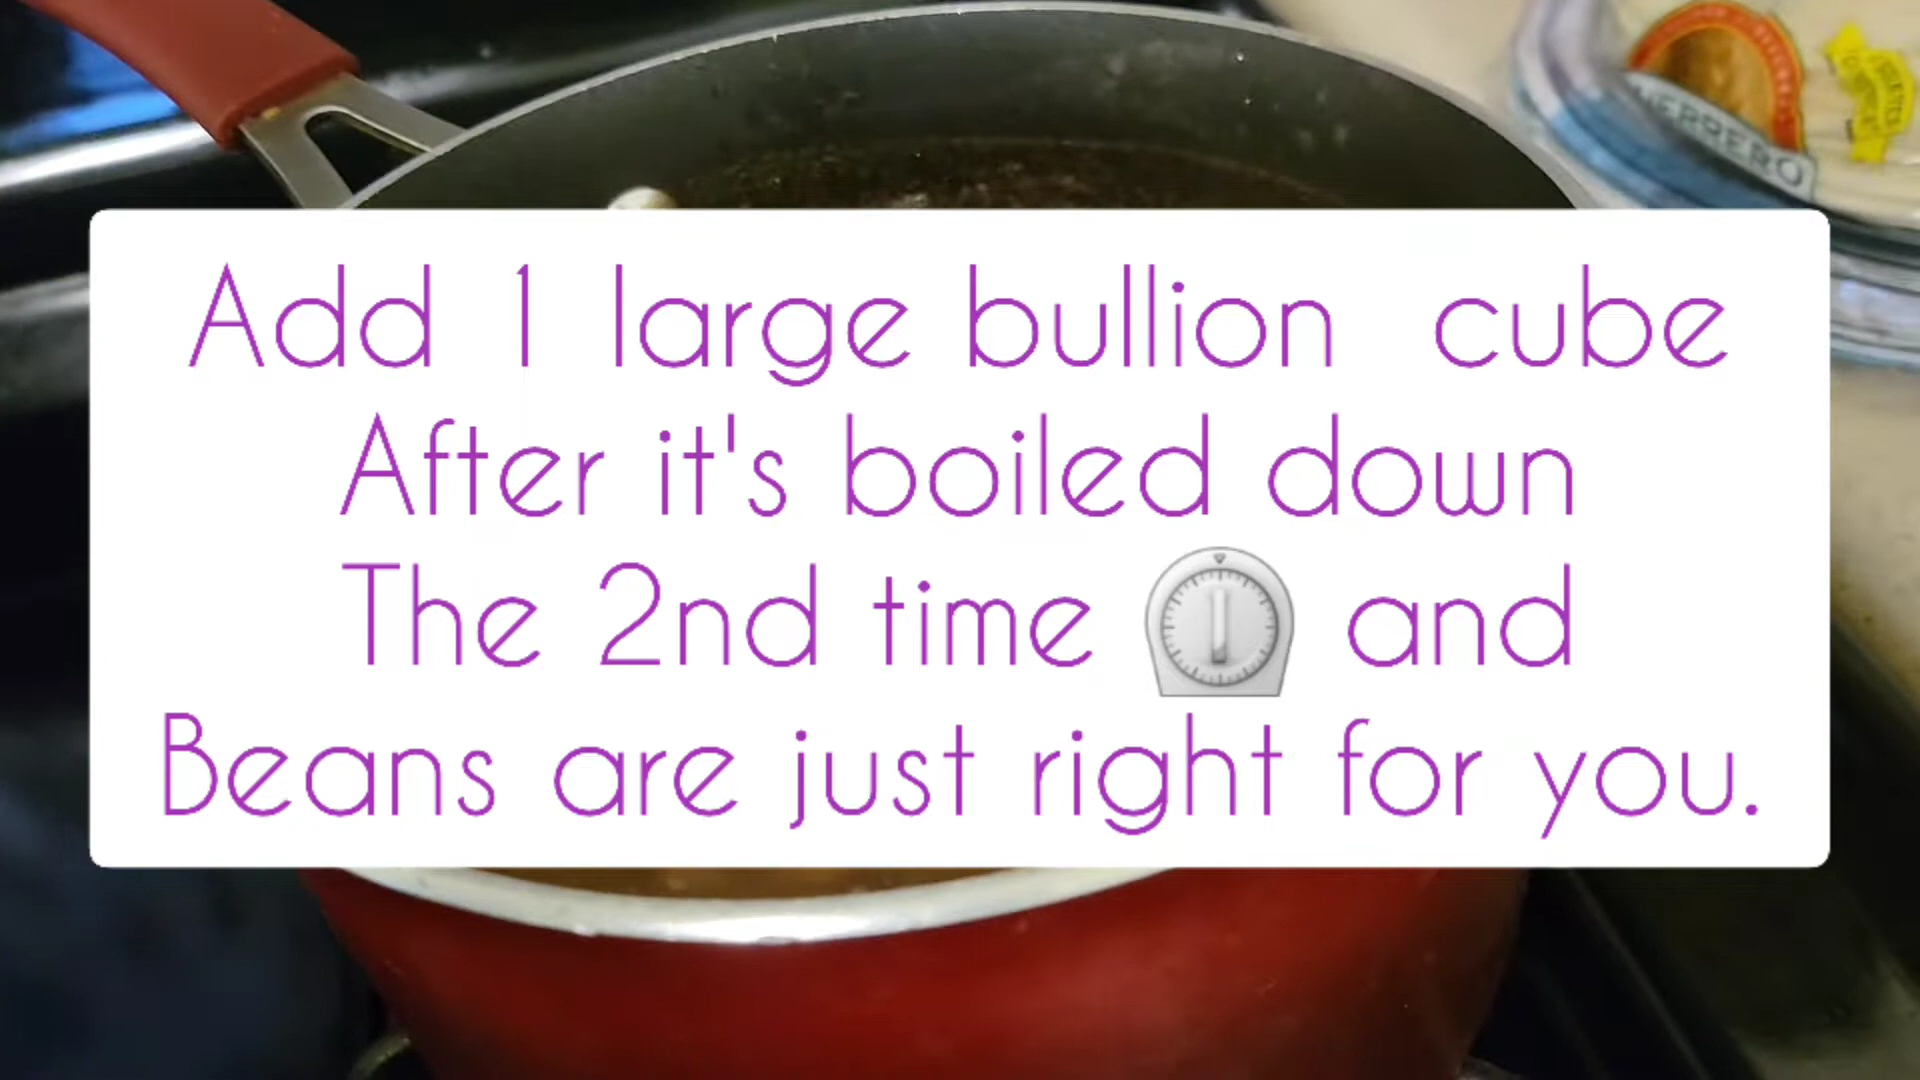 GUERRERO
Add 1 large bullion cube
After it's boiled down
The 2nd time and
Beans are just right for you.